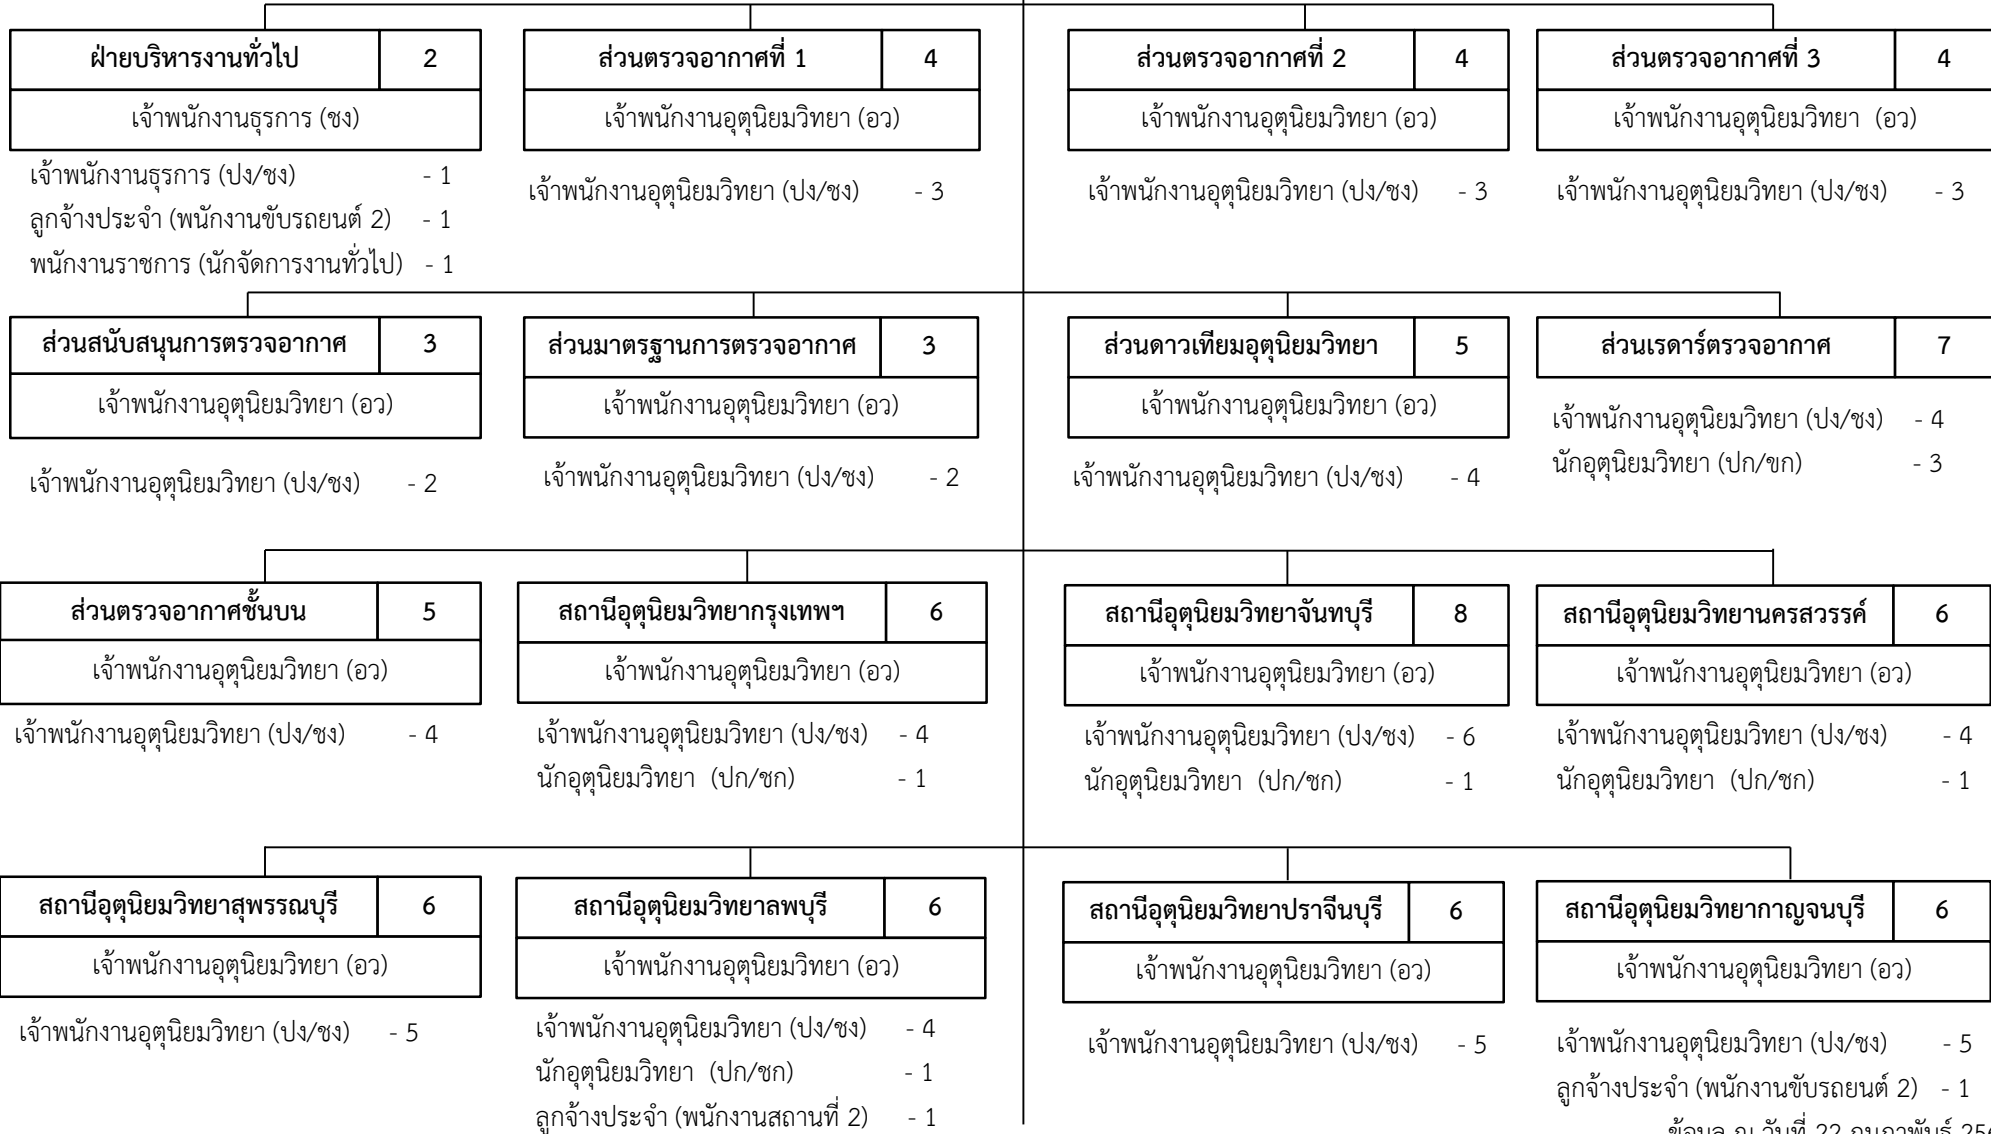 ฝ่ายบริหารงานทั่วไป 2
เจ้าพนักงานธุรการ (ชง)
เจ้าพนักงานธุรการ (ปง/ชง) - 1
ลูกจ้างประจำ (พนักงานขับรถยนต์ 2) - 1
พนักงานราชการ (นักจัดการงานทั่วไป) - 1
ส่วนตรวจอากาศที่ 1 4
เจ้าพนักงานอุตุนิยมวิทยา (อว)
เจ้าพนักงานอุตุนิยมวิทยา (ปง/ชง) - 3
ส่วนตรวจอากาศที่ 2 4
เจ้าพนักงานอุตุนิยมวิทยา (อว)
เจ้าพนักงานอุตุนิยมวิทยา (ปง/ชง) - 3
ส่วนตรวจอากาศที่ 3 4
เจ้าพนักงานอุตุนิยมวิทยา (อว)
เจ้าพนักงานอุตุนิยมวิทยา (ปง/ชง) - 3
ส่วนสนับสนุนการตรวจอากาศ 3
เจ้าพนักงานอุตุนิยมวิทยา (อว)
เจ้าพนักงานอุตุนิยมวิทยา (ปง/ชง) - 2
ส่วนมาตรฐานการตรวจอากาศ 3
เจ้าพนักงานอุตุนิยมวิทยา (อว)
เจ้าพนักงานอุตุนิยมวิทยา (ปง/ชง) - 2
ส่วนดาวเทียมอุตุนิยมวิทยา 5
เจ้าพนักงานอุตุนิยมวิทยา (อว)
เจ้าพนักงานอุตุนิยมวิทยา (ปง/ชง) - 4
ส่วนเรดาร์ตรวจอากาศ 7
เจ้าพนักงานอุตุนิยมวิทยา (ปง/ชง) - 4
นักอุตุนิยมวิทยา (ปก/ขก) - 3
ส่วนตรวจอากาศชั้นบน 5
เจ้าพนักงานอุตุนิยมวิทยา (อว)
เจ้าพนักงานอุตุนิยมวิทยา (ปง/ชง) - 4
สถานีอุตุนิยมวิทยากรุงเทพฯ 6
เจ้าพนักงานอุตุนิยมวิทยา (อว)
เจ้าพนักงานอุตุนิยมวิทยา (ปง/ชง) - 4
นักอุตุนิยมวิทยา (ปก/ชก) - 1
สถานีอุตุนิยมวิทยาจันทบุรี 8
เจ้าพนักงานอุตุนิยมวิทยา (อว)
เจ้าพนักงานอุตุนิยมวิทยา (ปง/ชง) - 6
นักอุตุนิยมวิทยา (ปก/ชก) - 1
สถานีอุตุนิยมวิทยานครสวรรค์ 6
เจ้าพนักงานอุตุนิยมวิทยา (อว)
เจ้าพนักงานอุตุนิยมวิทยา (ปง/ชง) - 4
นักอุตุนิยมวิทยา (ปก/ชก) - 1
สถานีอุตุนิยมวิทยาสุพรรณบุรี 6
เจ้าพนักงานอุตุนิยมวิทยา (อว)
เจ้าพนักงานอุตุนิยมวิทยา (ปง/ชง) - 5
สถานีอุตุนิยมวิทยาลพบุรี 6
เจ้าพนักงานอุตุนิยมวิทยา (อว)
เจ้าพนักงานอุตุนิยมวิทยา (ปง/ชง) - 4
นักอุตุนิยมวิทยา (ปก/ชก) - 1
ลูกจ้างประจำ (พนักงานสถานที่ 2) - 1
สถานีอุตุนิยมวิทยาปราจีนบุรี 6
เจ้าพนักงานอุตุนิยมวิทยา (อว)
เจ้าพนักงานอุตุนิยมวิทยา (ปง/ชง) - 5
สถานีอุตุนิยมวิทยากาญจนบุรี 6
เจ้าพนักงานอุตุนิยมวิทยา (อว)
เจ้าพนักงานอุตุนิยมวิทยา (ปง/ชง) - 5
ลูกจ้างประจำ (พนักงานขับรถยนต์ 2) - 1
ข้อมูล ณ วันที่ 22 กุมภาพันธ์